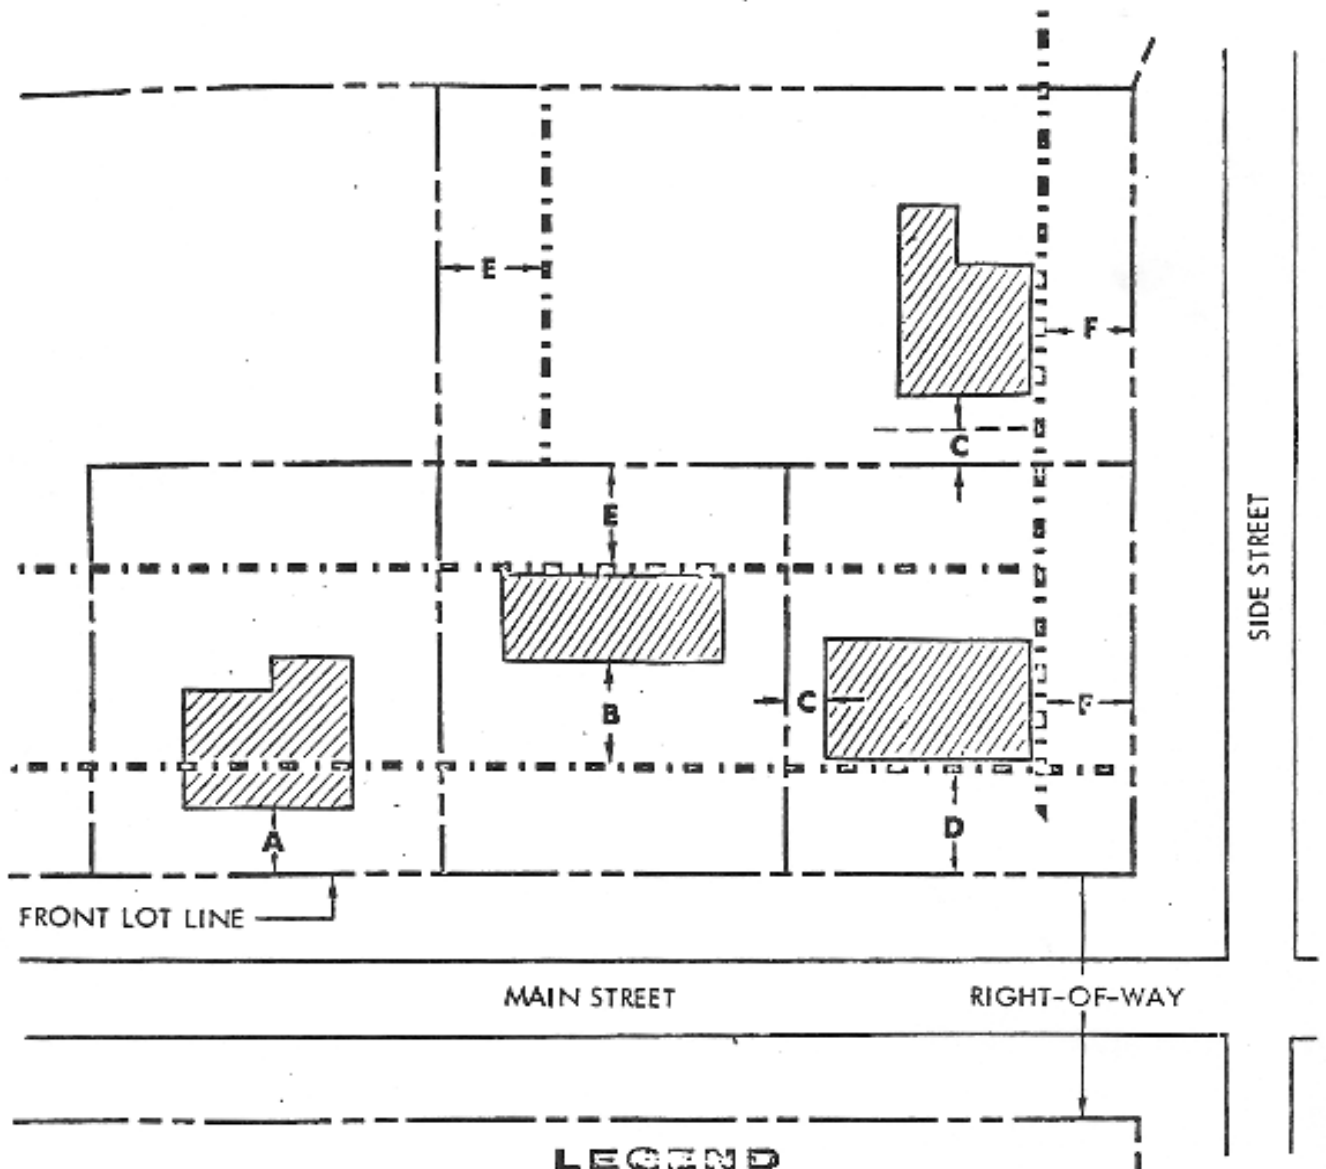 E
F
C
E
SIDE STREET
B
C
F
A
D
FRONT LOT LINE
MAIN STREET
RIGHT-OF-WAY
LEGEND